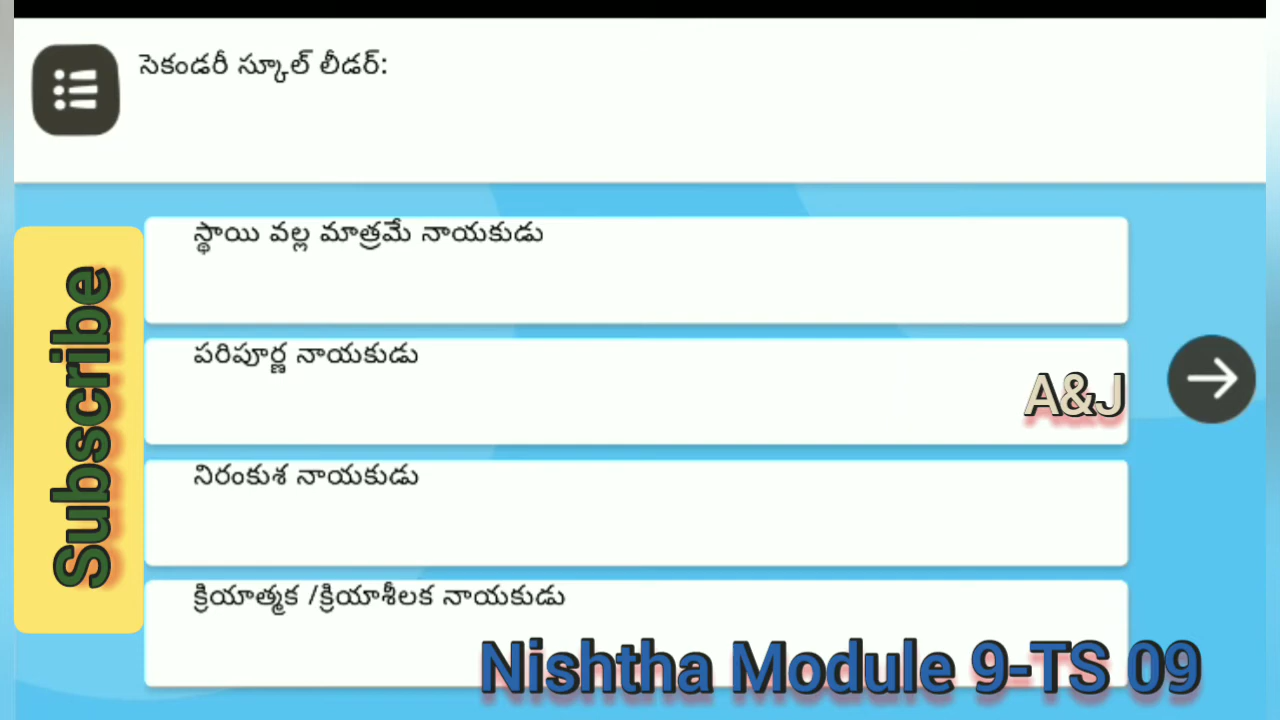 సెకండరీ స్కూల్ లీడర్:
స్థాయి వల్ల మాత్రమే నాయకుడు
పరిపూర్ణ నాయకుడు
A&J
నిరంకుశ నాయకుడు
క్రియాత్మక /క్రియాశీలక నాయకుడు
Subscribe
Nishtha Module 9-TS 09